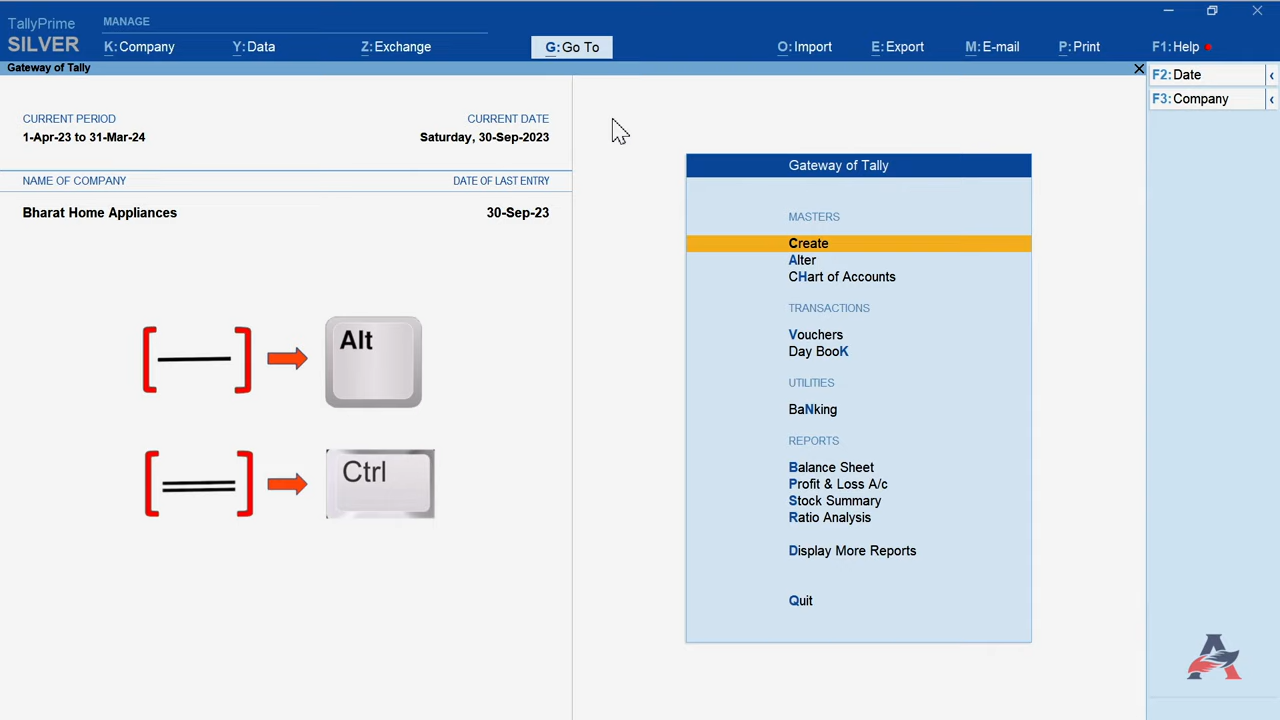 TallyPrime
SILVER
MANAGE
K:Company
Y:Data
Z:Exchange
G:Go To
O:Import
E:Export
M:E-mail
P:Print
F1:Help
Gateway of Tally
F2:Date
F3:Company
CURRENT PERIOD
CURRENT DATE
1-Apr-23 to 31-Mar-24
Saturday, 30-Sep-2023
NAME OF COMPANY
DATE OF LAST ENTRY
Bharat Home Appliances
30-Sep-23
Alt
Ctrl
Gateway of Tally
MASTERS
Create
Alter
CHart of Accounts
TRANSACTIONS
Vouchers
Day BooK
UTILITIES
BaNking
REPORTS
Balance Sheet
Profit & Loss A/c
Stock Summary
Ratio Analysis
Display More Reports
Quit